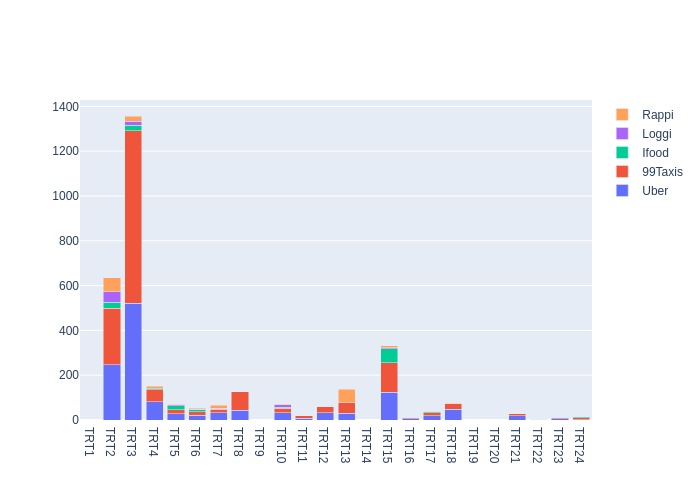 1400
1200
1000
800
600
400
200
0
TRT1
TRT2
TRT3
TRT4
TRT5
TRT6
TRT7
TRT8
TRT9
TRT10
TRT11
TRT12
TRT13
TRT14
TRT15
TRT16
TRT17
TRT18
TRT19
TRT20
TRT21
TRT22
TRT23
TRT24
Rappi
Loggi
Ifood
99Taxis
Uber